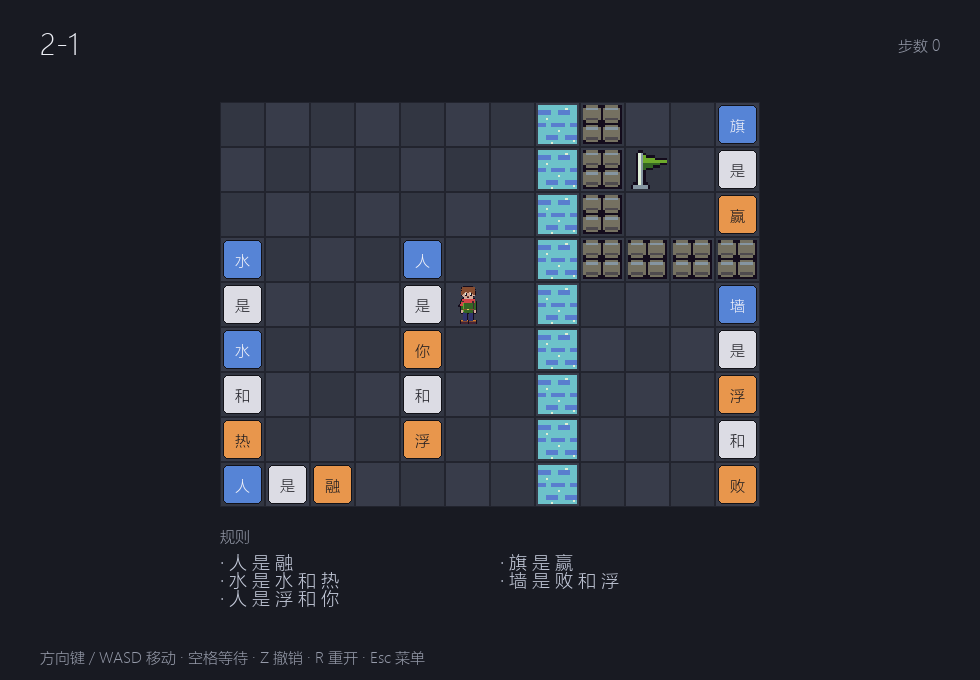 2-1
步数 0
旗
是
赢
水 人
是 是 墙
水 你 是
和 和 浮
热 浮 和
人 是 融 败
规则
· 人 是 融
· 水 是 水 和 热
· 人 是 浮 和 你
· 旗 是 赢
· 墙 是 败 和 浮
方向键 / WASD 移动 · 空格等待 · Z 撤销 · R 重开 · Esc 菜单